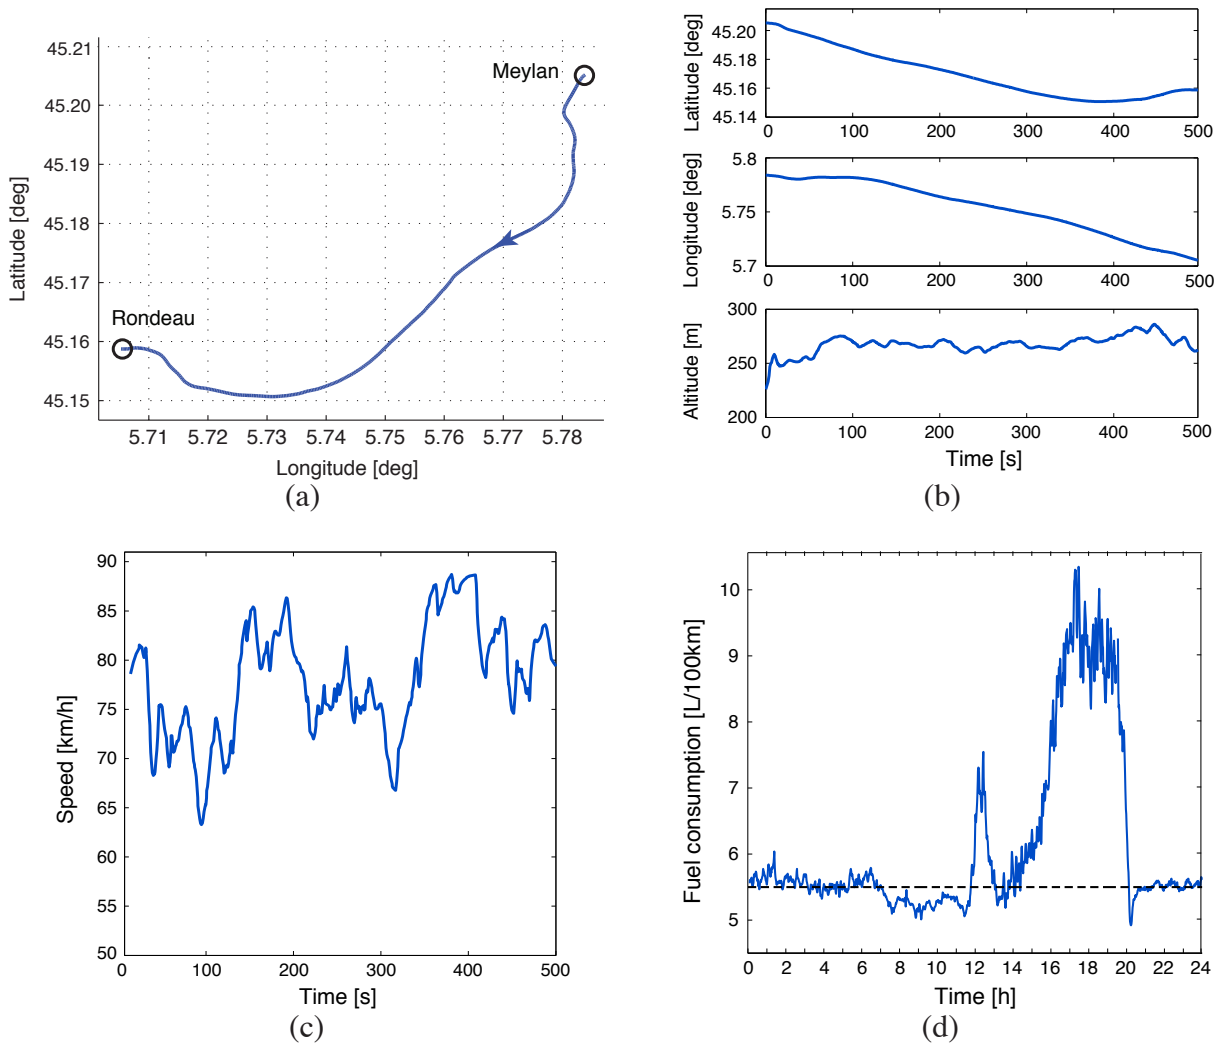 45.21
45.20
45.19
45.18
45.17
45.16
45.15
Latitude [deg]
Meylan
Rondeau
5.71 5.72 5.73 5.74 5.75 5.76 5.77 5.78
Longitude [deg]
(a)
45.20
45.18
45.16
45.14
Latitude [deg]
0 100 200 300 400 500
5.8
5.75
5.7
Longitude [deg]
0 100 200 300 400 500
300
250
200
Altitude [m]
0 100 200 300 400 500
Time [s]
(b)
90
85
80
75
70
65
60
55
50
Speed [km/h]
0 100 200 300 400 500
Time [s]
(c)
10
9
8
7
6
5
Fuel consumption [L/100km]
0 2 4 6 8 10 12 14 16 18 20 22 24
Time [h]
(d)